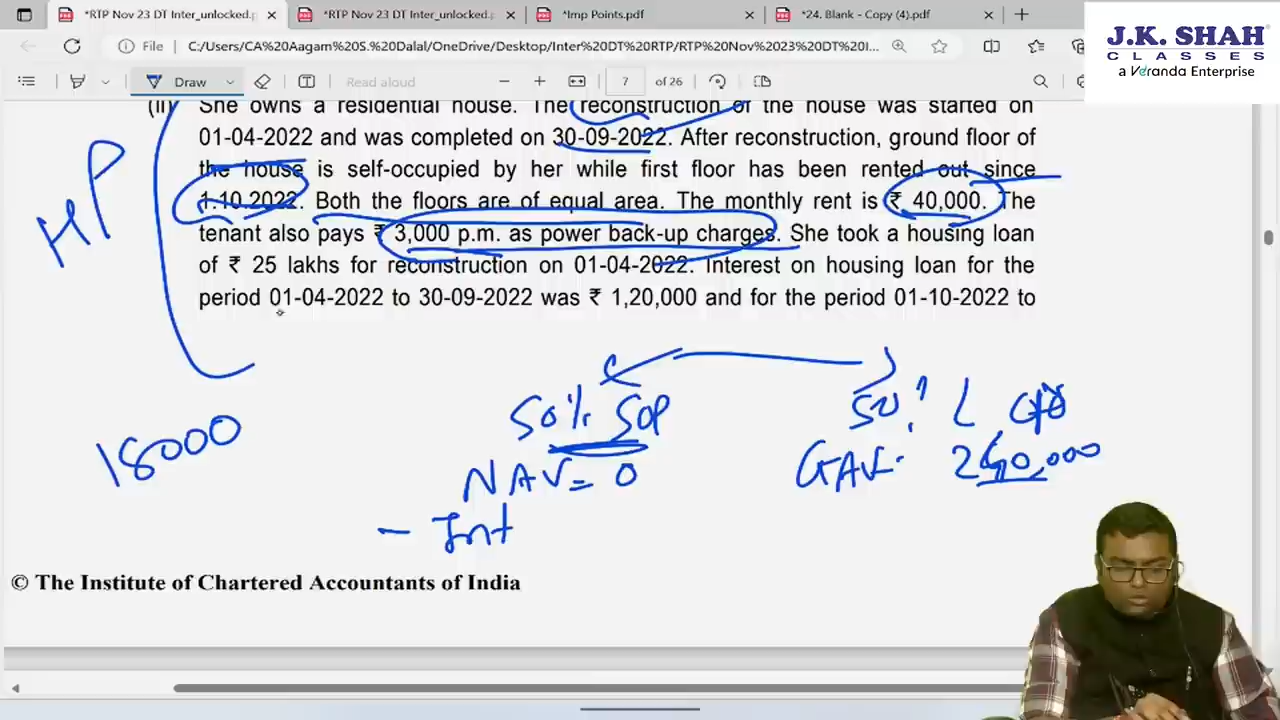 *RTP Nov 23 DT Inter_unlocked.p
*RTP Nov 23 DT Inter_unlocked.p
*Imp Points.pdf
*24. Blank - Copy (4).pdf
J.K. SHAH
CLASSES
a Veranda Enterprise
File
C:/Users/CA%20Aagam%20S.%20Dalal/OneDrive/Desktop/Inter%20DT%20RTP/RTP%20Nov%202023%20DT%20I...
Draw
Read aloud
7 of 26
(ii) She owns a residential house. The reconstruction of the house was started on
01-04-2022 and was completed on 30-09-2022. After reconstruction, ground floor of
the house is self-occupied by her while first floor has been rented out since
1.10.2022. Both the floors are of equal area. The monthly rent is ₹ 40,000. The
tenant also pays ₹ 3,000 p.m. as power back-up charges. She took a housing loan
of ₹ 25 lakhs for reconstruction on 01-04-2022. Interest on housing loan for the
period 01-04-2022 to 30-09-2022 was ₹ 1,20,000 and for the period 01-10-2022 to
HP
18000
50% SOP
NAV = 0
- Int
GAV
© The Institute of Chartered Accountants of India